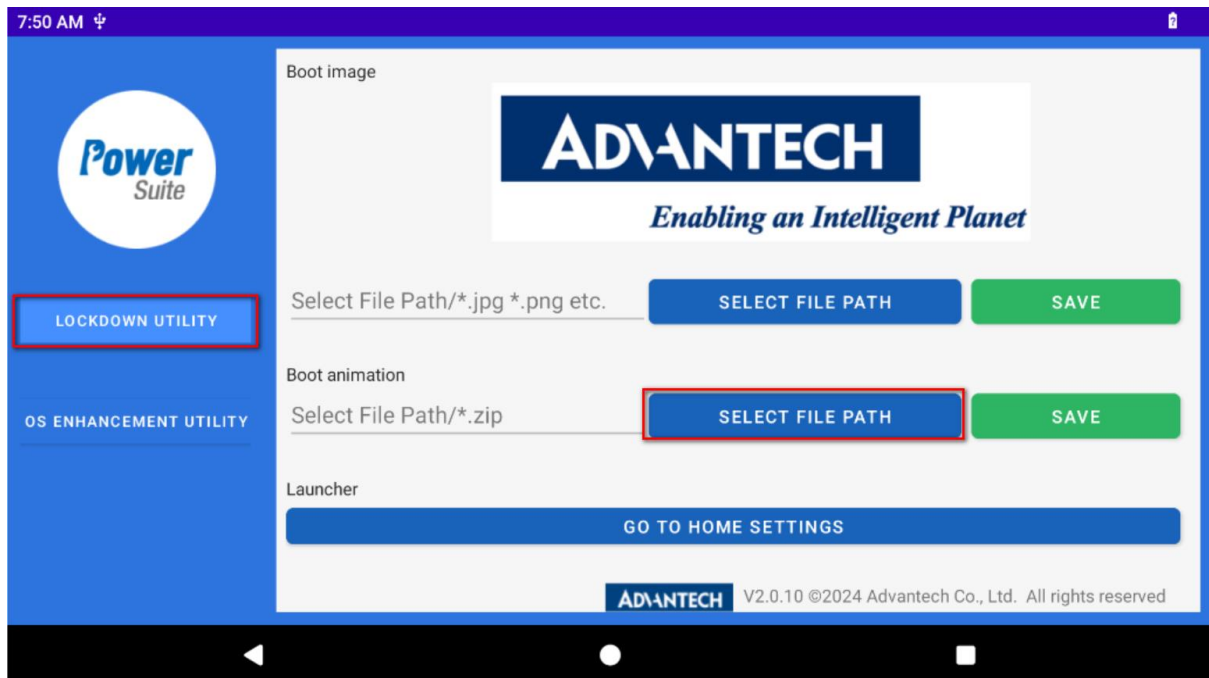 7:50 AM
Power
Suite
LOCKDOWN UTILITY
OS ENHANCEMENT UTILITY
Boot image
ADVANTECH
Enabling an Intelligent Planet
Select File Path/*.jpg *.png etc. SELECT FILE PATH SAVE
Boot animation
Select File Path/*.zip SELECT FILE PATH SAVE
Launcher
GO TO HOME SETTINGS
ADVANTECH V2.0.10 ©2024 Advantech Co., Ltd. All rights reserved